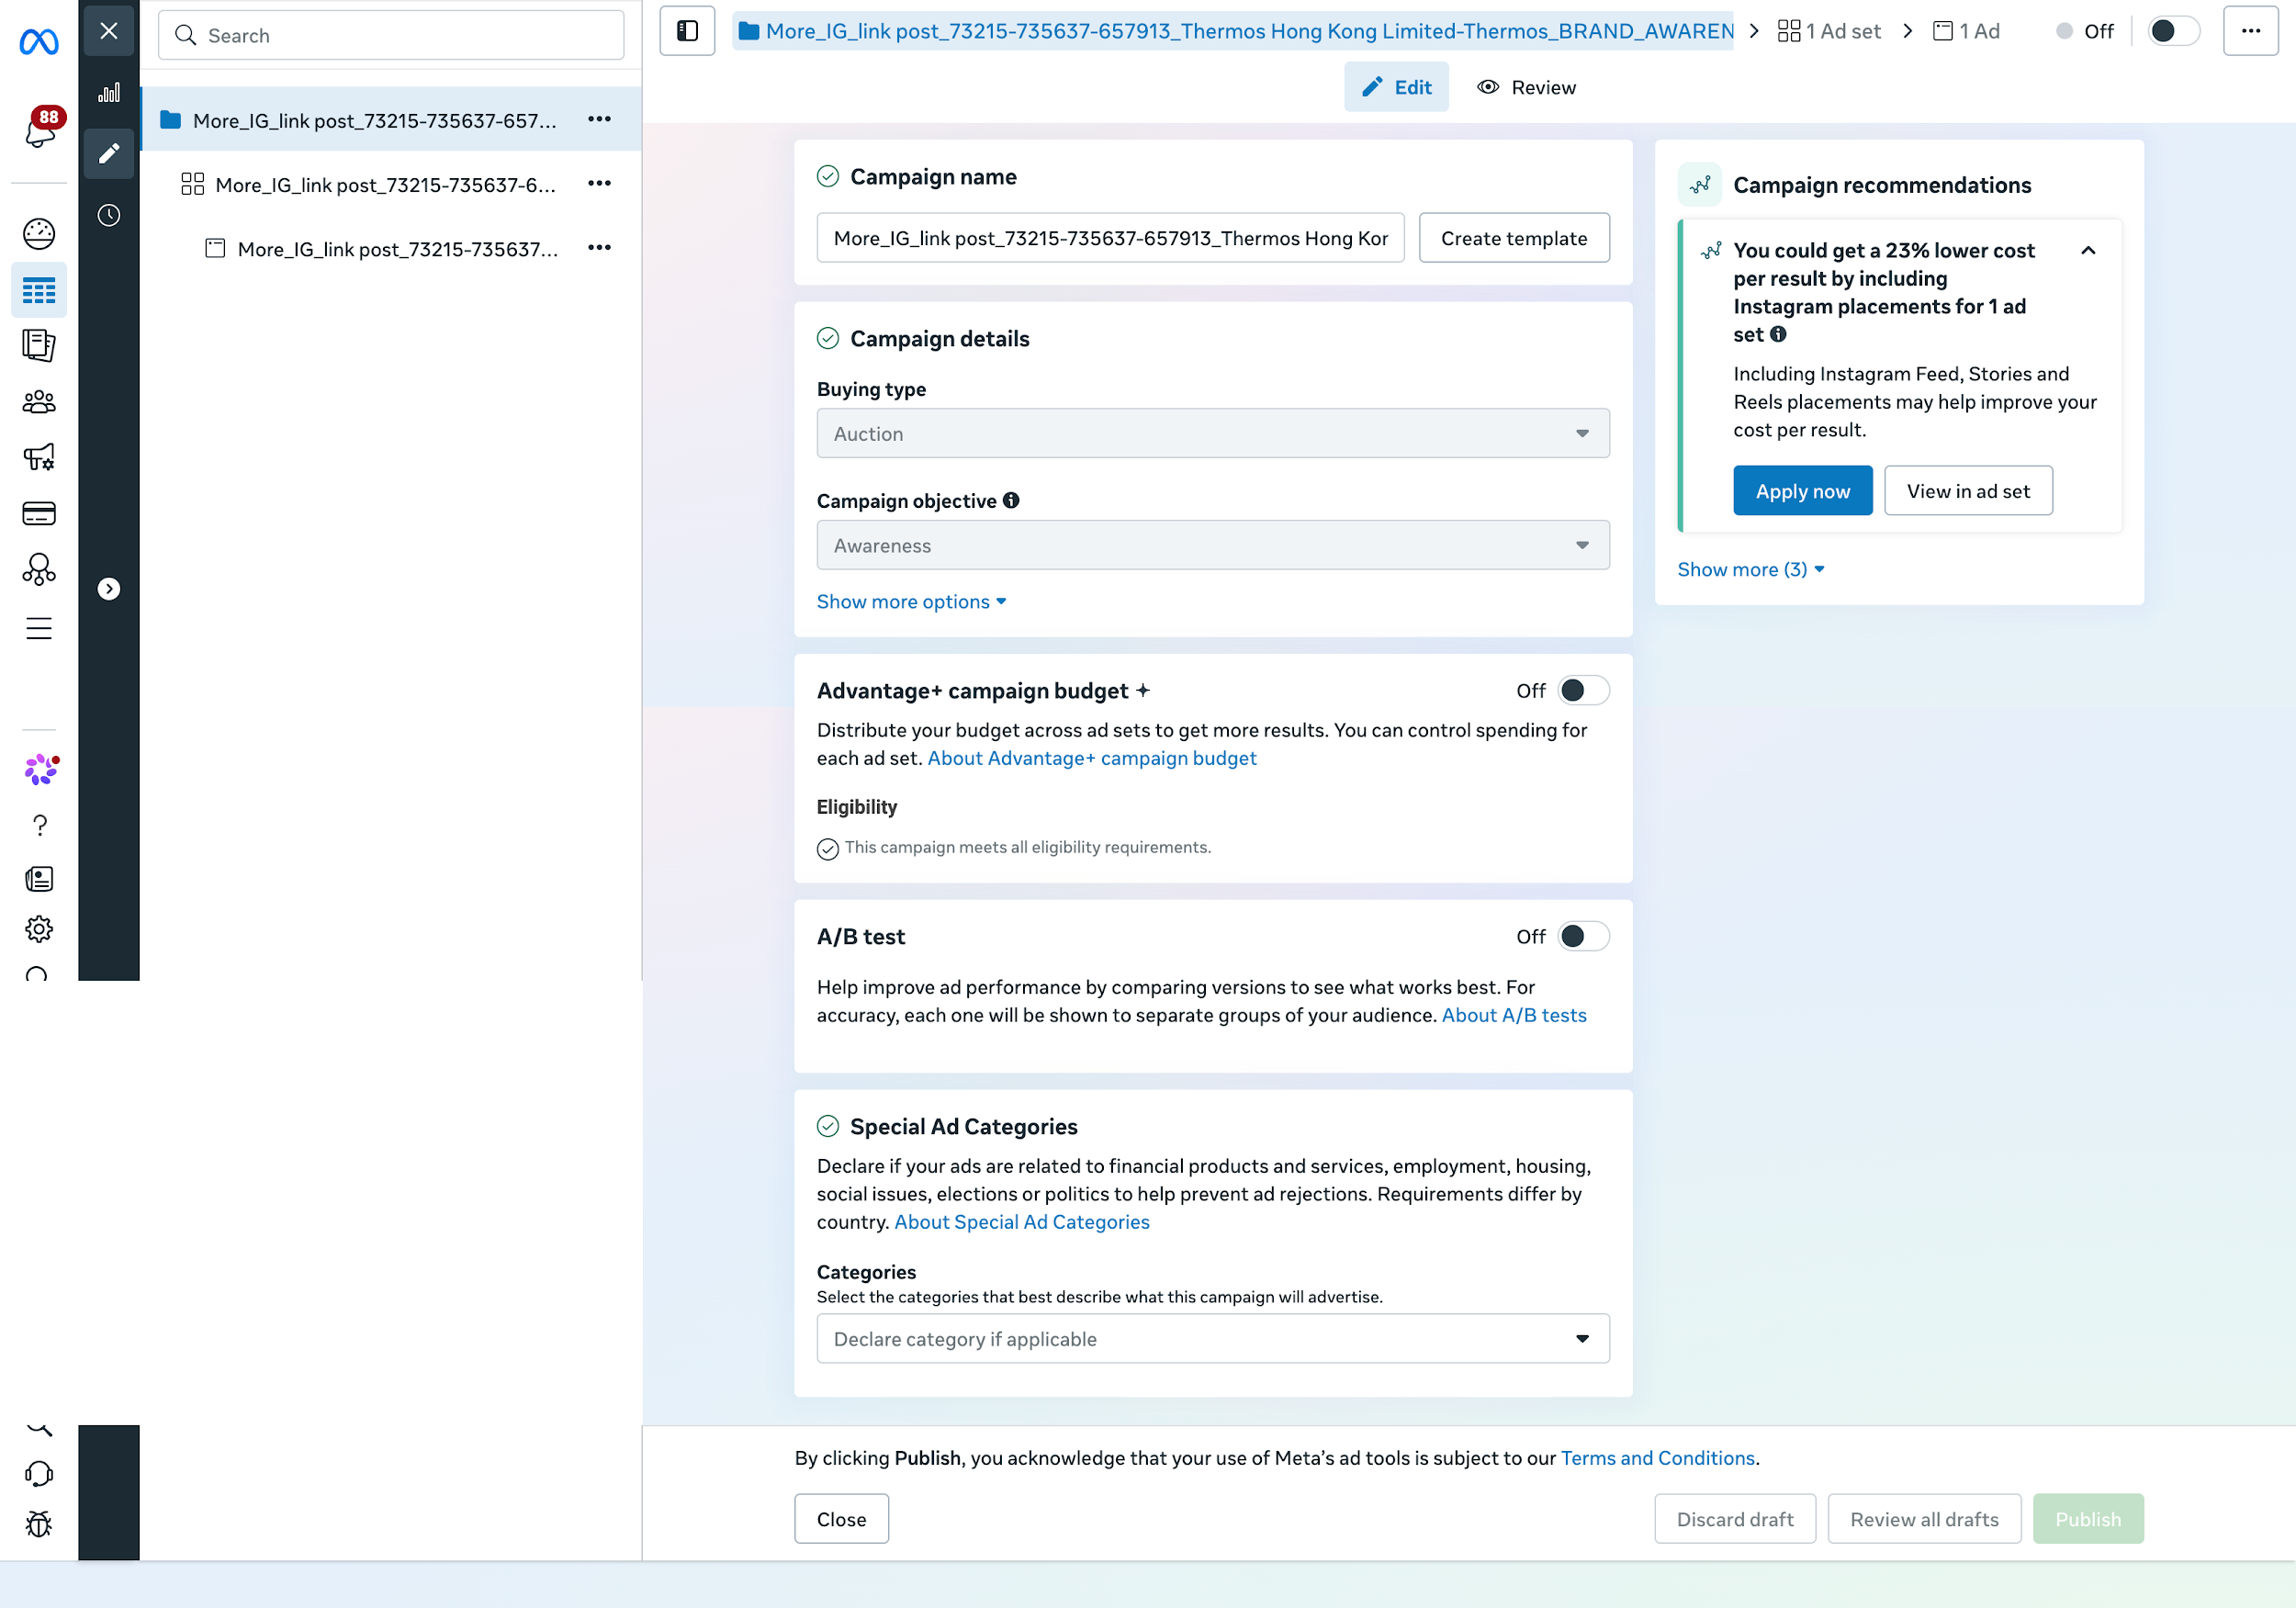 88
Search
More_IG_link post_73215-735637-657...
More_IG_link post_73215-735637-6...
More_IG_link post_73215-735637...
More_IG_link post_73215-735637-657913_Thermos Hong Kong Limited-Thermos_BRAND_AWAREN
1 Ad set
1 Ad
Off
Edit
Review
Campaign name
More_IG_link post_73215-735637-657913_Thermos Hong Kor
Create template
Campaign details
Buying type
Auction
Campaign objective
Awareness
Show more options
Advantage+ campaign budget
Off
Distribute your budget across ad sets to get more results. You can control spending for
each ad set. About Advantage+ campaign budget
Eligibility
This campaign meets all eligibility requirements.
A/B test
Off
Help improve ad performance by comparing versions to see what works best. For
accuracy, each one will be shown to separate groups of your audience. About A/B tests
Special Ad Categories
Declare if your ads are related to financial products and services, employment, housing,
social issues, elections or politics to help prevent ad rejections. Requirements differ by
country. About Special Ad Categories
Categories
Select the categories that best describe what this campaign will advertise.
Declare category if applicable
Campaign recommendations
You could get a 23% lower cost
per result by including
Instagram placements for 1 ad
set
Including Instagram Feed, Stories and
Reels placements may help improve your
cost per result.
Apply now
View in ad set
Show more (3)
By clicking Publish, you acknowledge that your use of Meta's ad tools is subject to our Terms and Conditions.
Close
Discard draft
Review all drafts
Publish